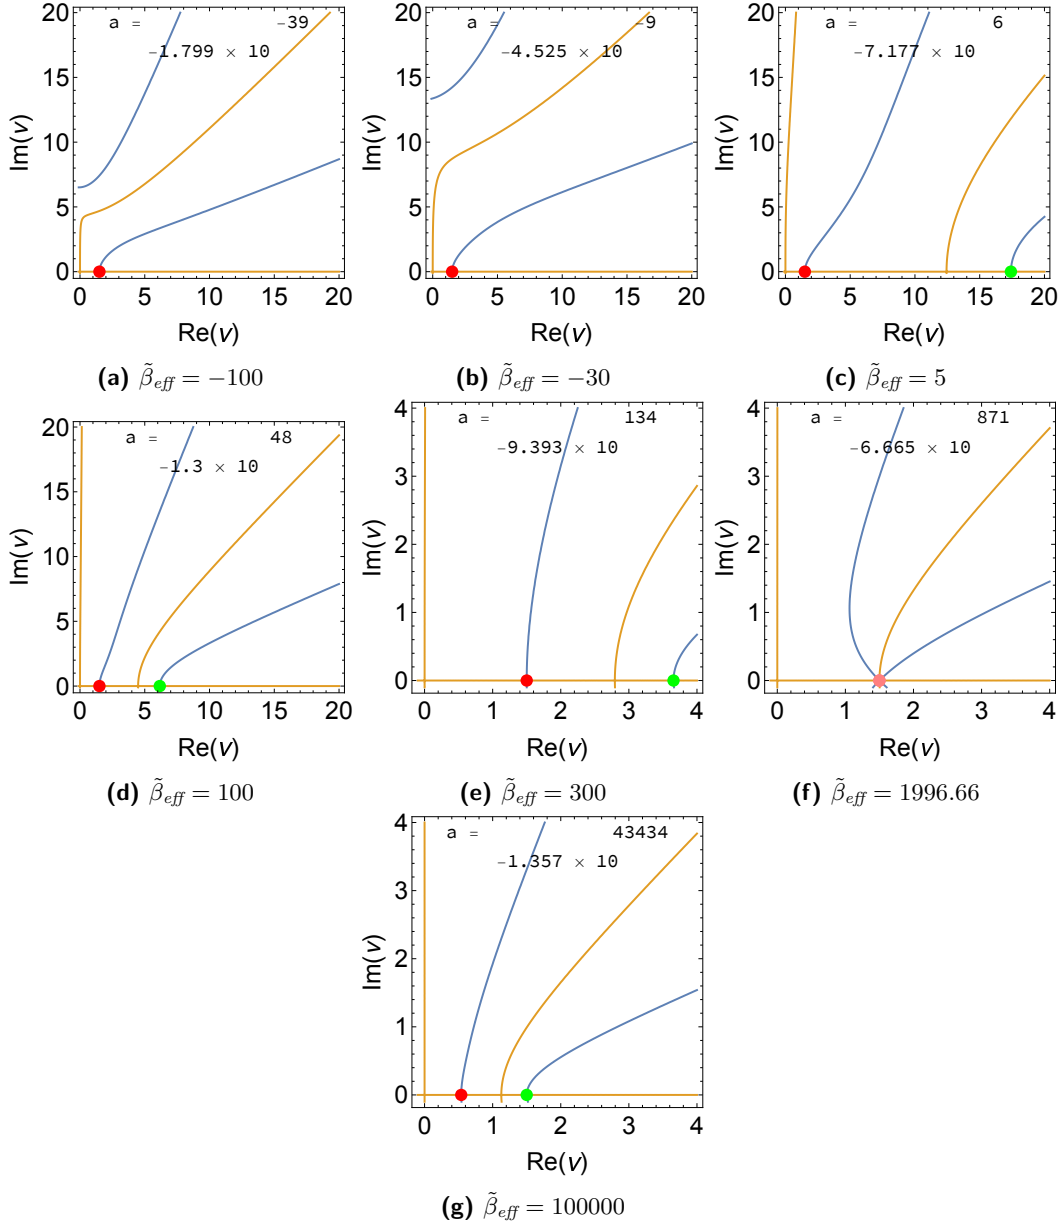 a = -39
-1.799 × 10
20
15
10
5
0
Im(v)
0 5 10 15 20
Re(v)
(a) β̃eff = −100
a = -9
-4.525 × 10
20
15
10
5
0
Im(v)
0 5 10 15 20
Re(v)
(b) β̃eff = −30
a = 6
-7.177 × 10
20
15
10
5
0
Im(v)
0 5 10 15 20
Re(v)
(c) β̃eff = 5
a = 48
-1.3 × 10
20
15
10
5
0
Im(v)
0 5 10 15 20
Re(v)
(d) β̃eff = 100
a = 134
-9.393 × 10
4
3
2
1
0
Im(v)
0 1 2 3 4
Re(v)
(e) β̃eff = 300
a = 871
-6.665 × 10
4
3
2
1
0
Im(v)
0 1 2 3 4
Re(v)
(f) β̃eff = 1996.66
a = 43434
-1.357 × 10
4
3
2
1
0
Im(v)
0 1 2 3 4
Re(v)
(g) β̃eff = 100000